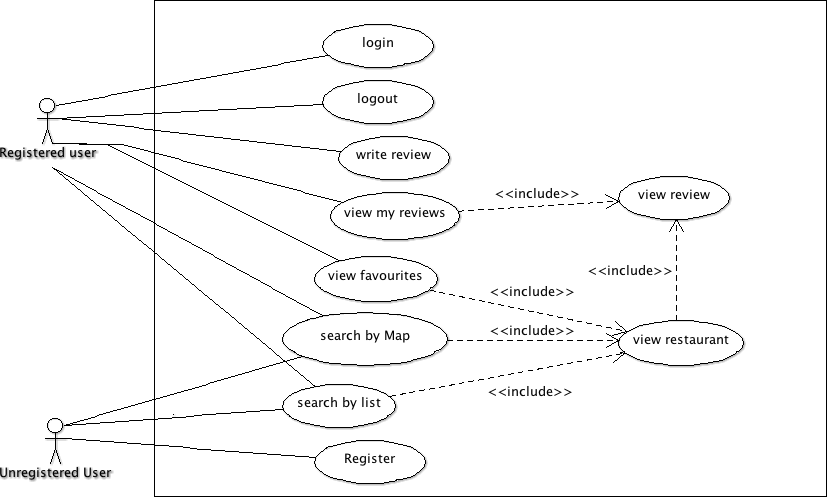 login
logout
Registered user
write review
view my reviews
<<include>>
view review
view favourites
<<include>>
<<include>>
search by Map
<<include>>
view restaurant
search by list
<<include>>
Register
Unregistered User